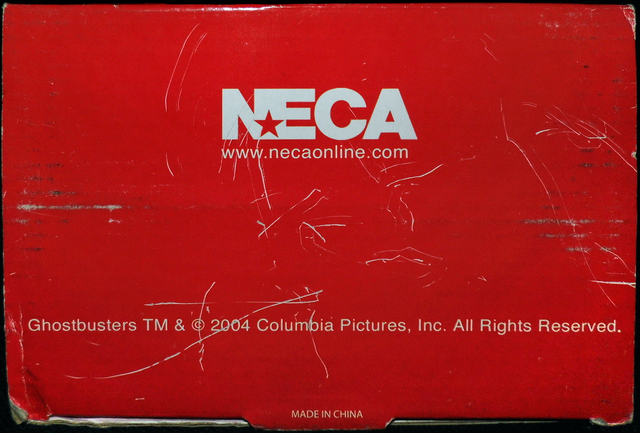 NECA
www.necaonline.com
Ghostbusters TM & © 2004 Columbia Pictures, Inc. All Rights Reserved.
MADE IN CHINA